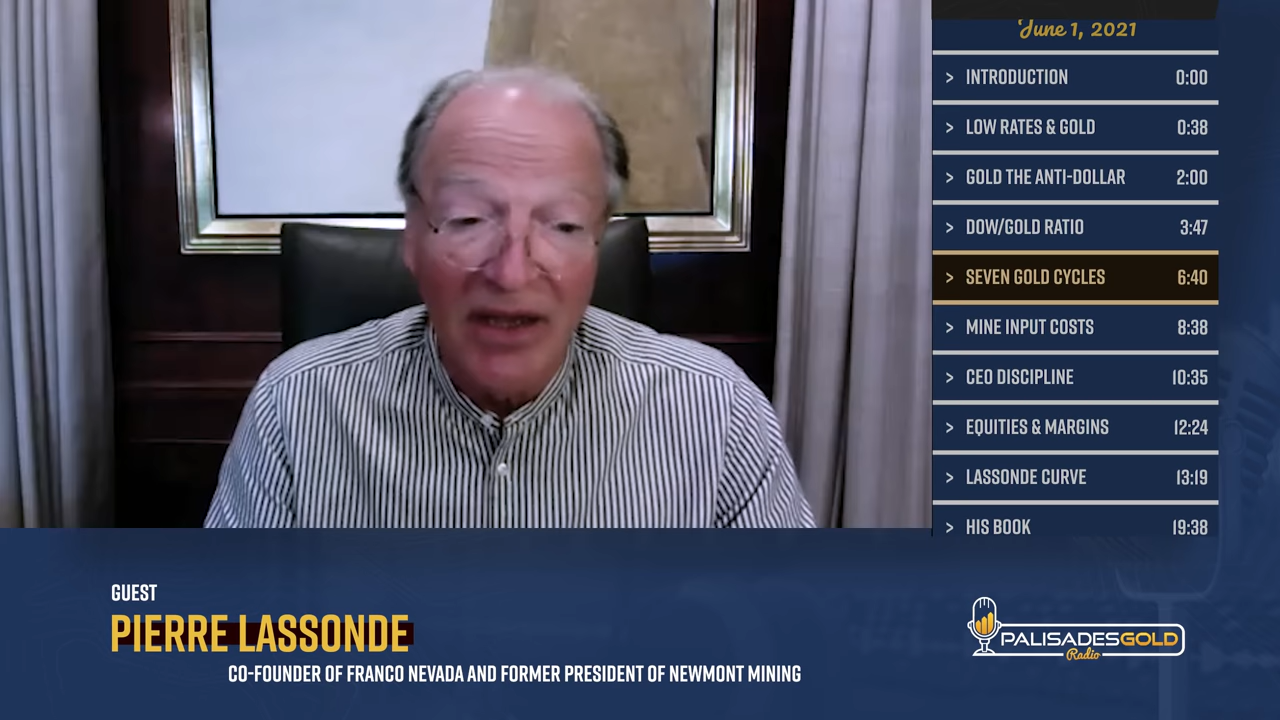 June 1, 2021
> INTRODUCTION 0:00
> LOW RATES & GOLD 0:38
> GOLD THE ANTI-DOLLAR 2:00
> DOW/GOLD RATIO 3:47
> SEVEN GOLD CYCLES 6:40
> MINE INPUT COSTS 8:38
> CEO DISCIPLINE 10:35
> EQUITIES & MARGINS 12:24
> LASSONDE CURVE 13:19
> HIS BOOK 19:38
GUEST
PIERRE LASSONDE
CO-FOUNDER OF FRANCO NEVADA AND FORMER PRESIDENT OF NEWMONT MINING
PALISADESGOLD
Radio